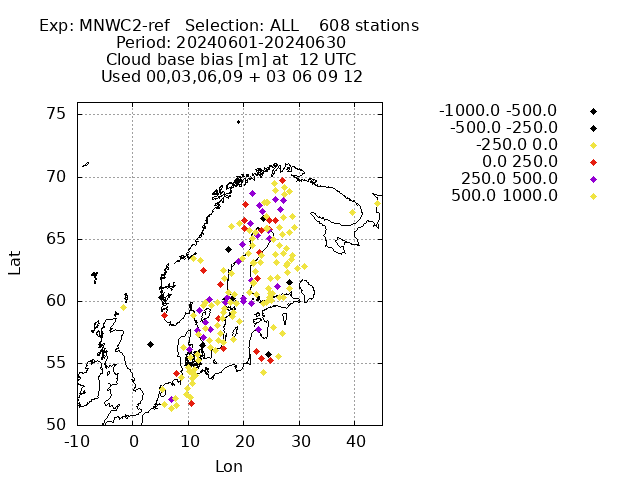 Exp: MNWC2-ref   Selection: ALL    608 stations
Period: 20240601-20240630
Cloud base bias [m] at  12 UTC
Used 00,03,06,09 + 03 06 09 12
-1000.0 -500.0
-500.0 -250.0
-250.0 0.0
0.0 250.0
250.0 500.0
500.0 1000.0
75
70
65
60
55
50
Lat
-10 0 10 20 30 40
Lon